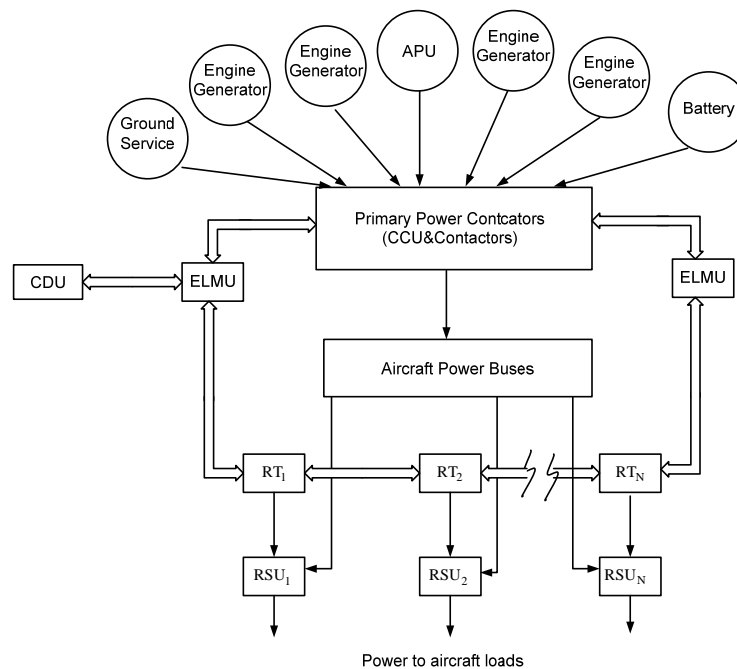 Engine
Generator
Engine
Generator
APU
Engine
Generator
Engine
Generator
Ground
Service
Battery
Primary Power Contcators
(CCU&Contactors)
CDU
ELMU
ELMU
Aircraft Power Buses
RT1
RT2
RTN
RSU1
RSU2
RSUN
Power to aircraft loads